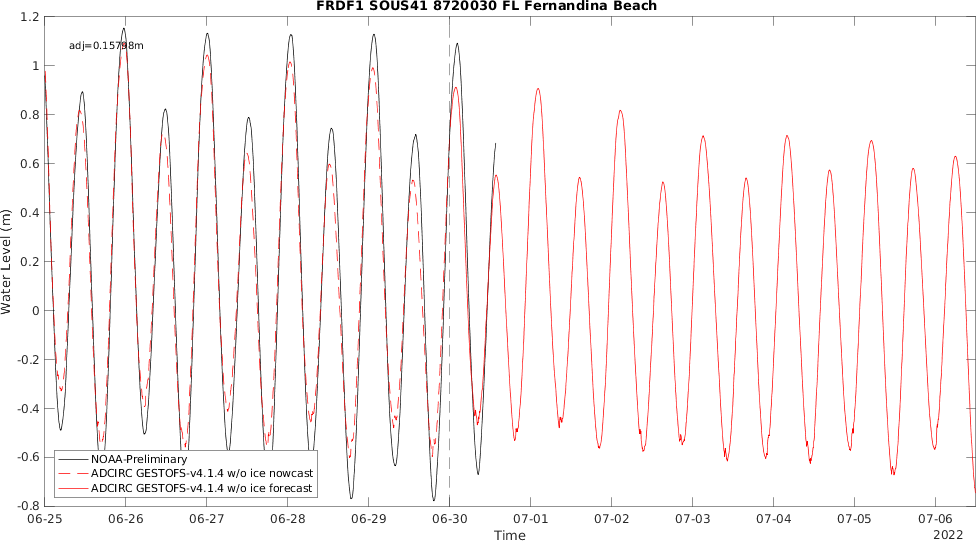 FRDF1 SOUS41 8720030 FL Fernandina Beach
1.2
adj=0.15798m
1
0.8
0.6
0.4
0.2
0
-0.2
-0.4
-0.6
-0.8
Water Level (m)
NOAA-Preliminary
ADCIRC GESTOFS-v4.1.4 w/o ice nowcast
ADCIRC GESTOFS-v4.1.4 w/o ice forecast
06-25 06-26 06-27 06-28 06-29 06-30 07-01 07-02 07-03 07-04 07-05 07-06
Time
2022